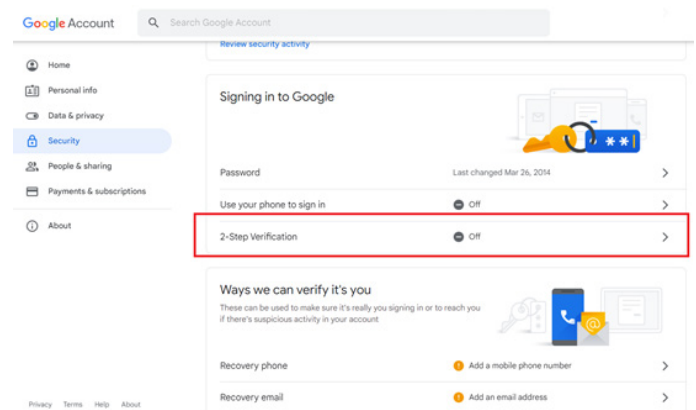 Google Account
Search Google Account
Review security activity
Home
Personal info
Data & privacy
Security
People & sharing
Payments & subscriptions
About
Signing in to Google
**
Password Last changed Mar 26, 2014
Use your phone to sign in Off
2-Step Verification Off
Ways we can verify it's you
These can be used to make sure it's really you signing in or to reach you
if there's suspicious activity in your account
@
Recovery phone ! Add a mobile phone number
Recovery email ! Add an email address
Privacy Terms Help About